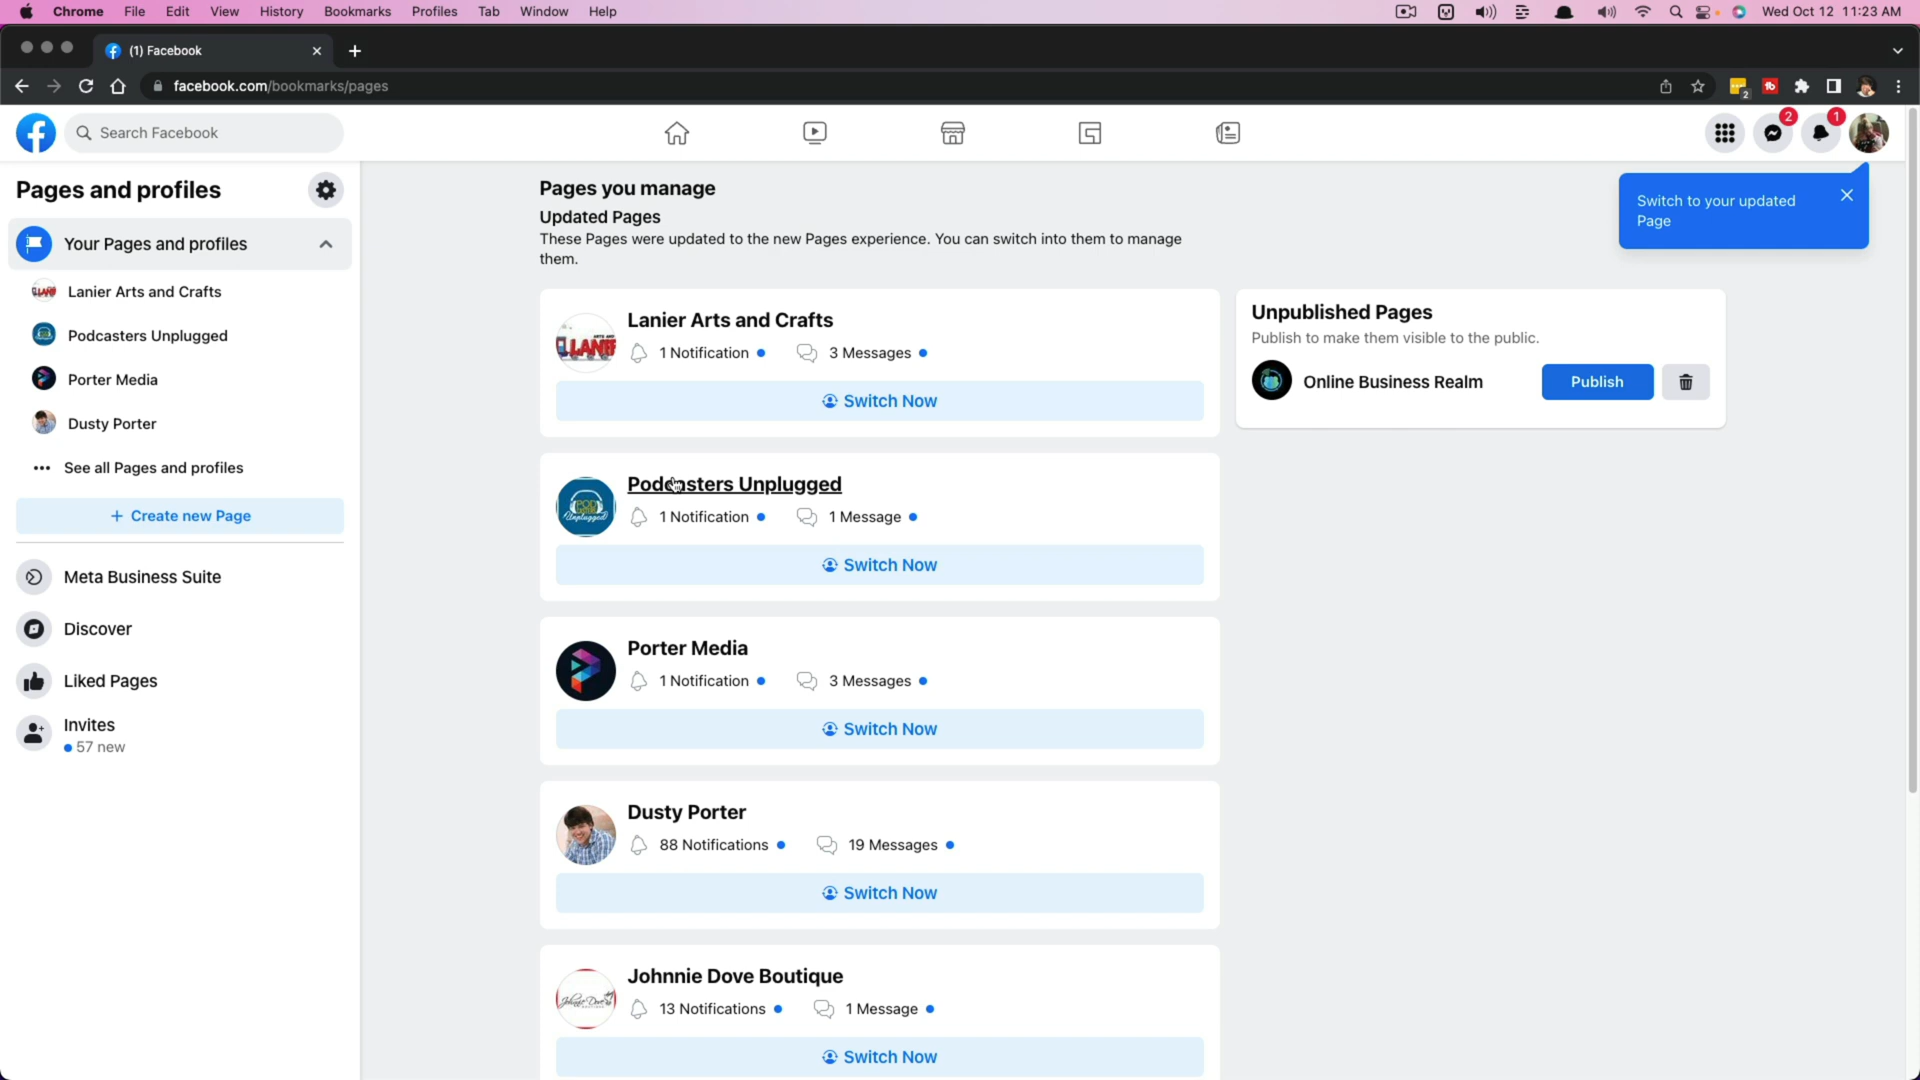 Chrome File Edit View History Bookmarks Profiles Tab Window Help Wed Oct 12 11:23 AM
(1) Facebook
facebook.com/bookmarks/pages
2
Search Facebook
2
1
Pages and profiles
Your Pages and profiles
Lanier Arts and Crafts
Podcasters Unplugged
Porter Media
Dusty Porter
See all Pages and profiles
+ Create new Page
Meta Business Suite
Discover
Liked Pages
Invites
57 new
Pages you manage
Updated Pages
These Pages were updated to the new Pages experience. You can switch into them to manage
them.
Lanier Arts and Crafts
1 Notification 3 Messages
Switch Now
Podcasters Unplugged
1 Notification 1 Message
Switch Now
Porter Media
1 Notification 3 Messages
Switch Now
Dusty Porter
88 Notifications 19 Messages
Switch Now
Johnnie Dove Boutique
13 Notifications 1 Message
Switch Now
Switch to your updated
Page
Unpublished Pages
Publish to make them visible to the public.
Online Business Realm Publish